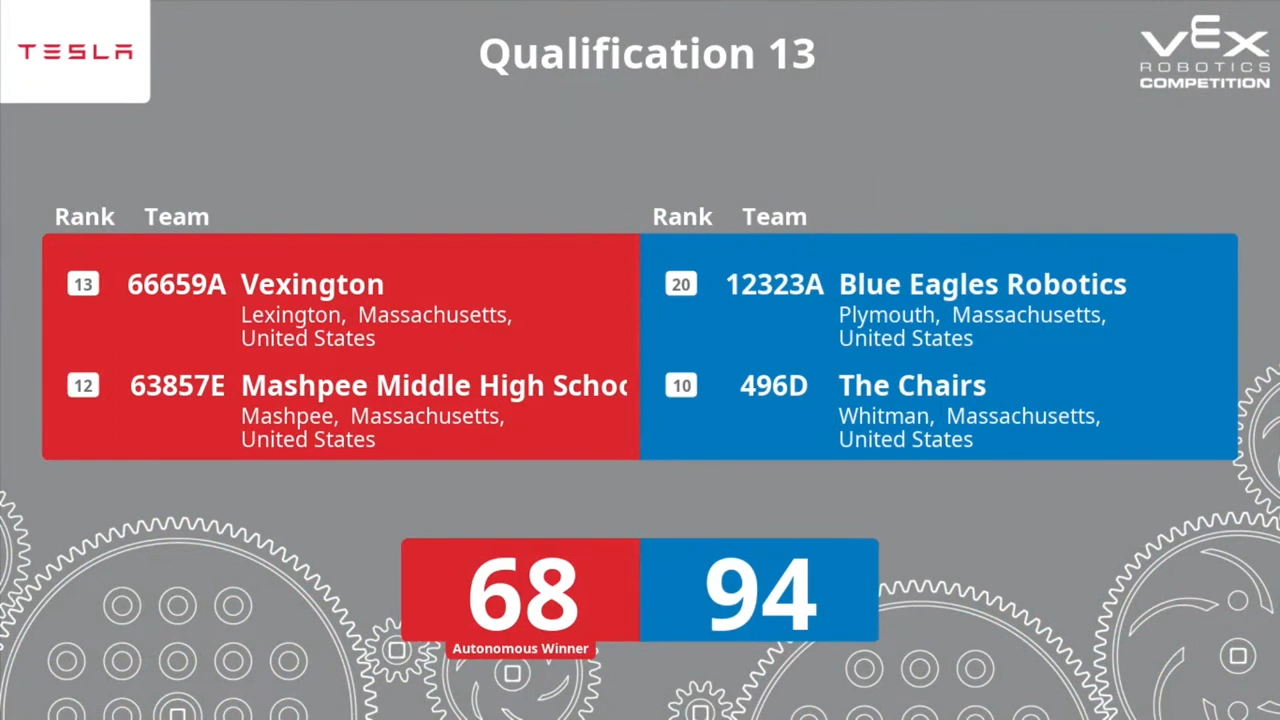 TESLA
Qualification 13
VEX
ROBOTICS
COMPETITION
Rank Team
13 66659A Vexington
Lexington, Massachusetts,
United States
12 63857E Mashpee Middle High Schoo
Mashpee, Massachusetts,
United States
Rank Team
20 12323A Blue Eagles Robotics
Plymouth, Massachusetts,
United States
10 496D The Chairs
Whitman, Massachusetts,
United States
68 94
Autonomous Winner